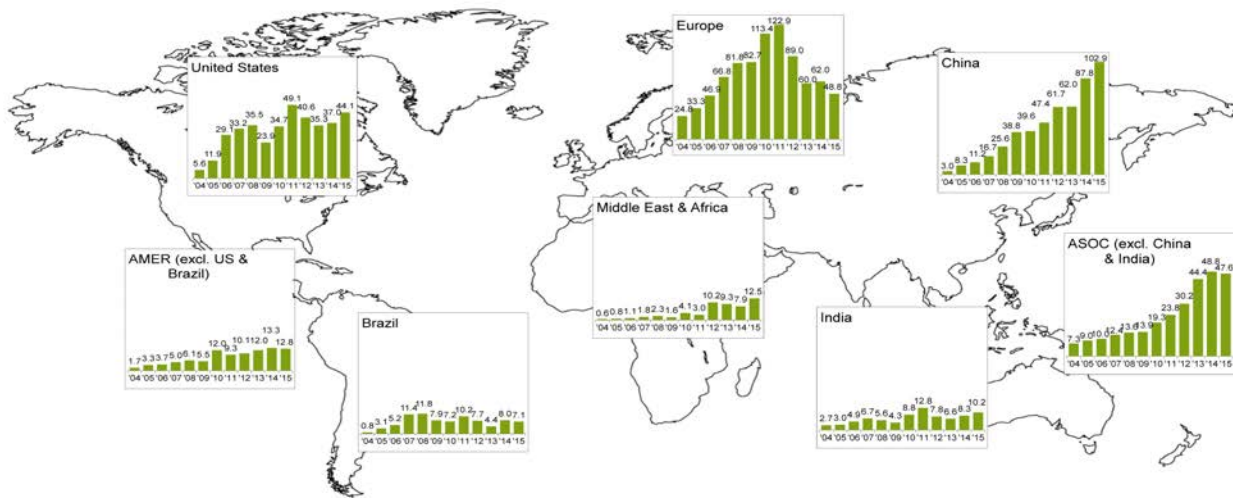 United States
5.6 11.9 29.1 33.2 35.5 23.9 34.7 49.1 40.6 35.3 37.0 44.1
'04 '05 '06 '07 '08 '09 '10 '11 '12 '13 '14 '15
Europe
24.8 33.3 46.9 66.8 81.8 82.7 113.4 122.9 89.0 60.0 62.0 48.8
'04 '05 '06 '07 '08 '09 '10 '11 '12 '13 '14 '15
China
3.0 8.3 11.2 16.7 25.6 38.8 39.6 47.4 61.7 62.0 87.8 102.9
'04 '05 '06 '07 '08 '09 '10 '11 '12 '13 '14 '15
Middle East & Africa
0.6 0.8 1.1 1.8 2.3 1.6 4.1 3.0 10.2 9.3 7.9 12.5
'04 '05 '06 '07 '08 '09 '10 '11 '12 '13 '14 '15
AMER (excl. US &
Brazil)
1.7 3.3 3.7 5.0 6.1 5.5 12.0 9.3 10.1 12.0 13.3 12.8
'04 '05 '06 '07 '08 '09 '10 '11 '12 '13 '14 '15
ASOC (excl. China
& India)
7.3 9.0 10.0 12.4 13.6 13.9 19.3 23.8 30.2 44.4 48.8 47.6
'04 '05 '06 '07 '08 '09 '10 '11 '12 '13 '14 '15
Brazil
0.8 3.1 5.2 11.4 11.8 7.9 7.2 10.2 7.7 4.4 8.0 7.1
'04 '05 '06 '07 '08 '09 '10 '11 '12 '13 '14 '15
India
2.7 3.0 4.9 6.7 5.6 4.3 8.8 12.8 7.8 6.6 8.3 10.2
'04 '05 '06 '07 '08 '09 '10 '11 '12 '13 '14 '15